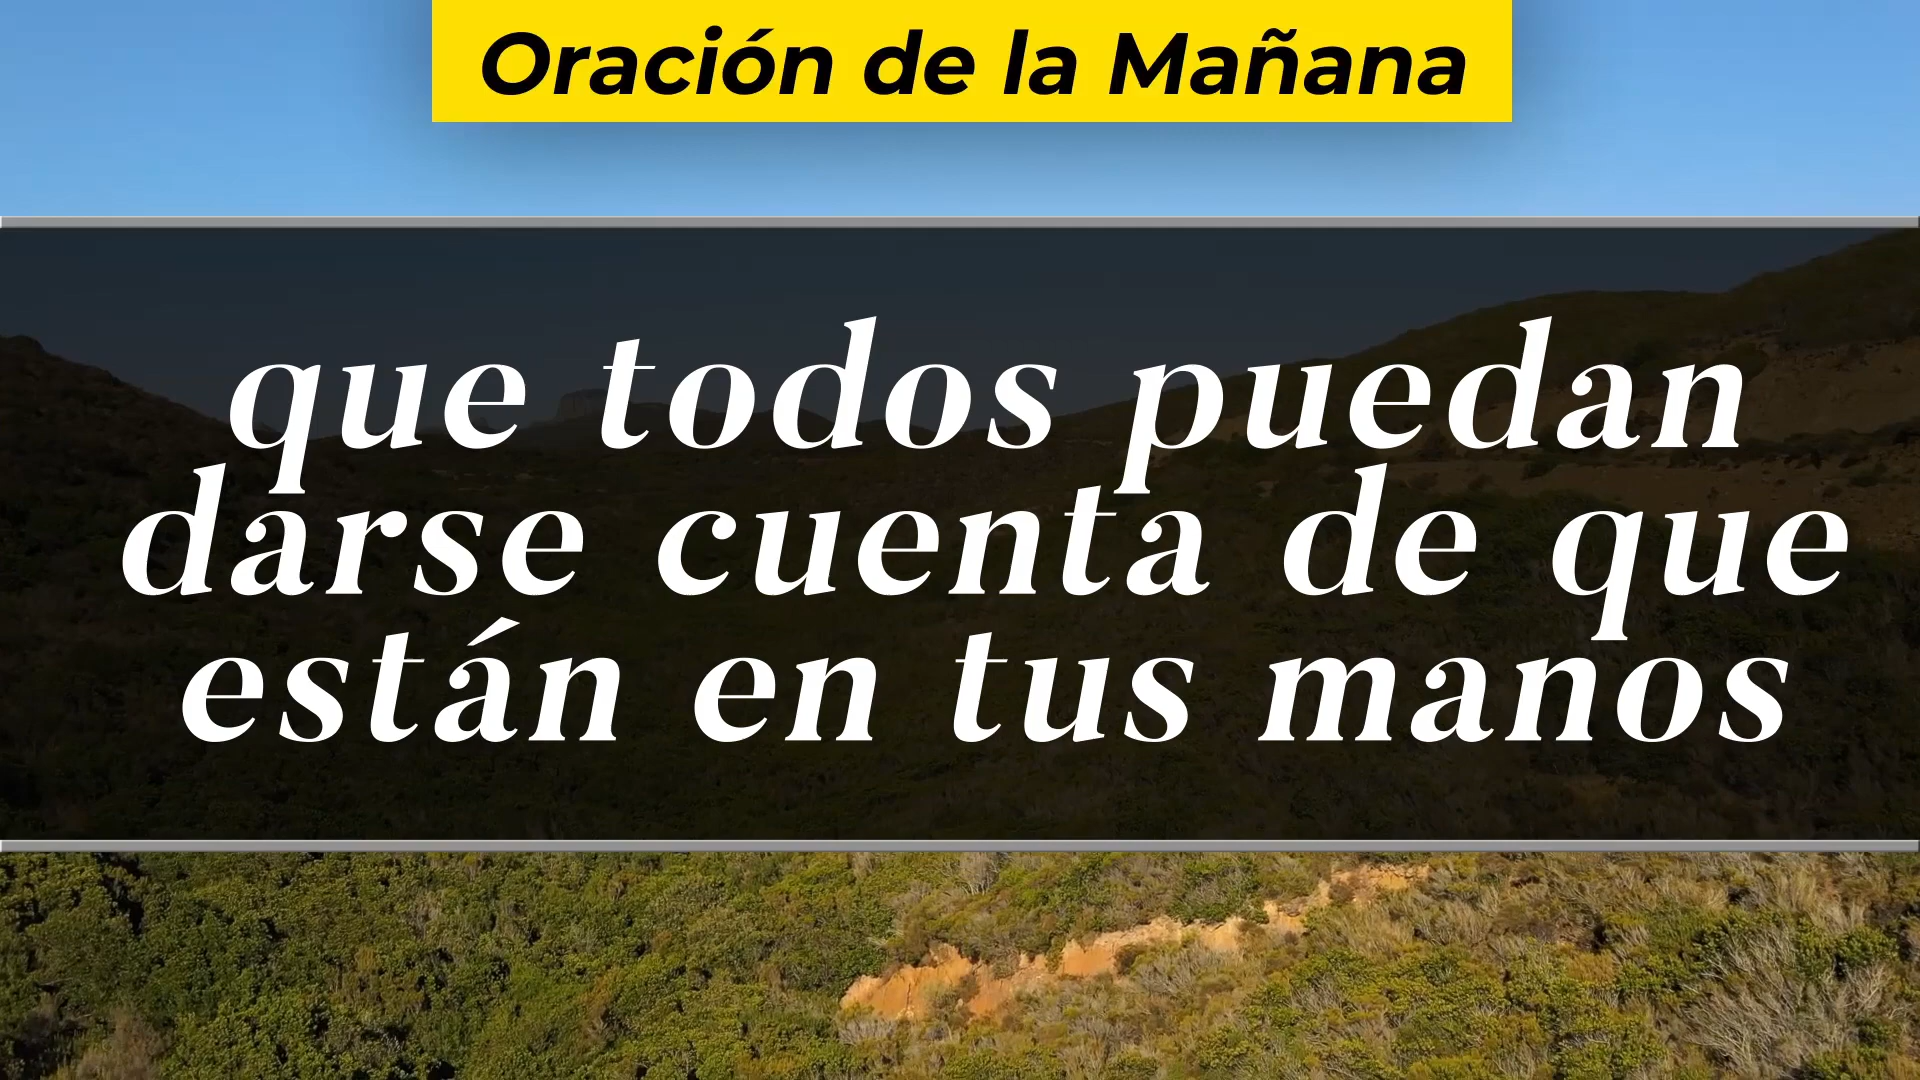 Oración de la Mañana
que todos puedan
darse cuenta de que
están en tus manos